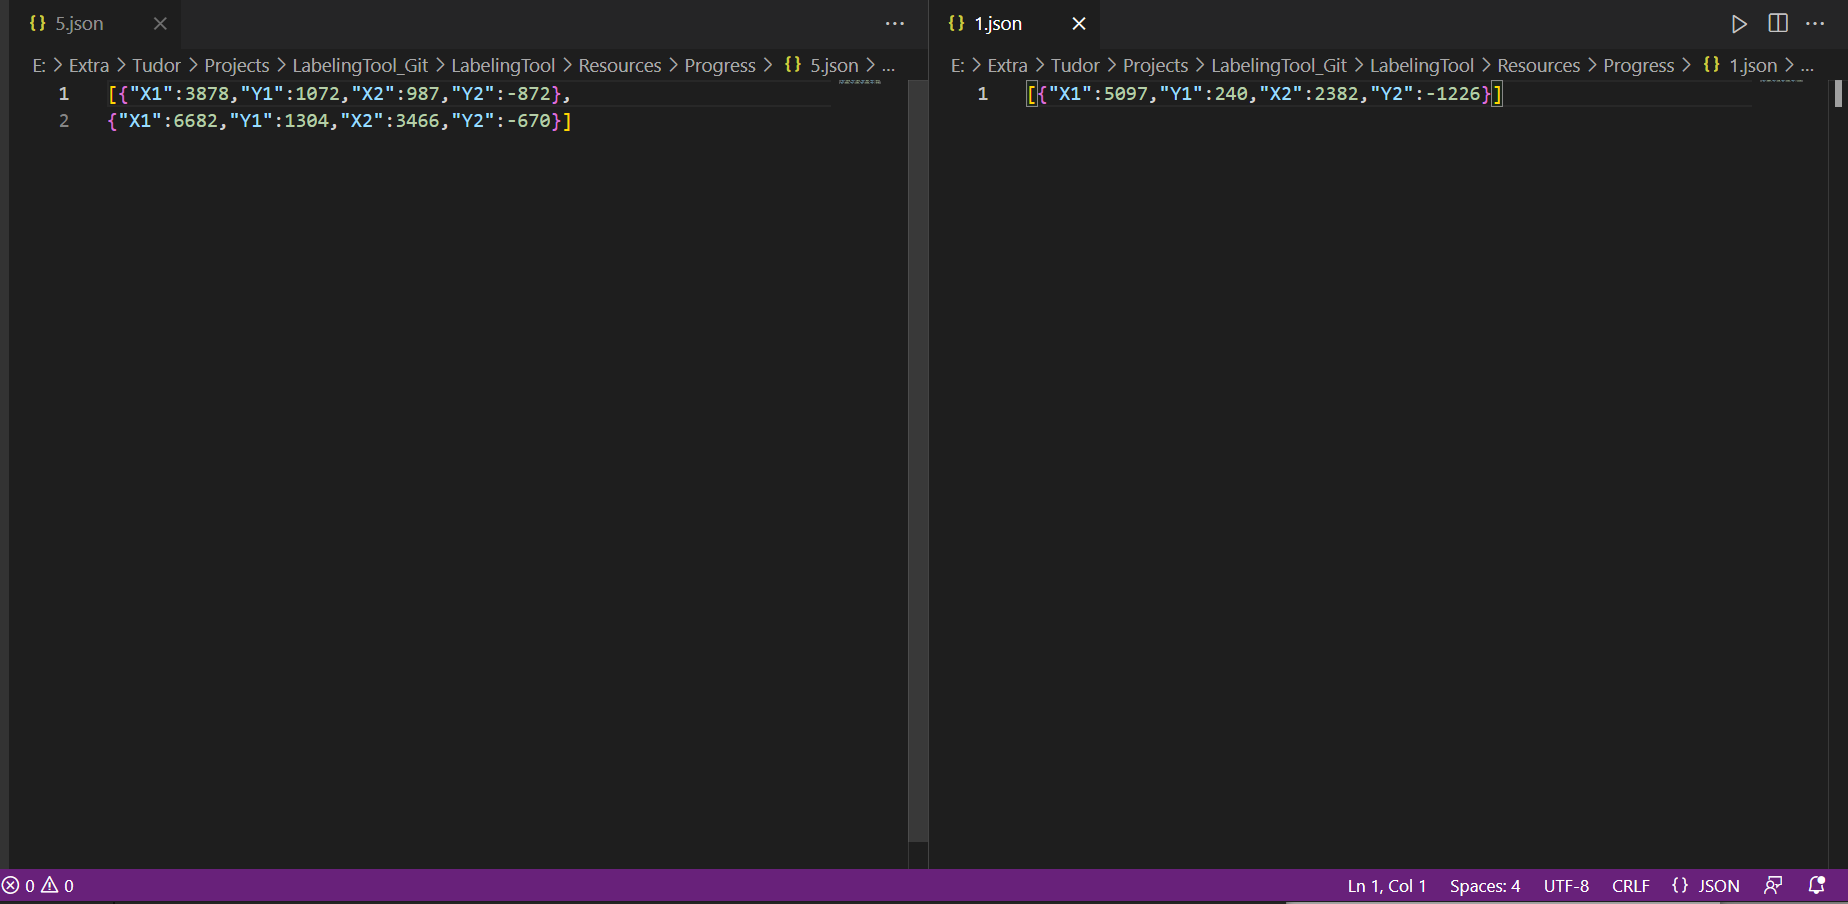 5.json
E: > Extra > Tudor > Projects > LabelingTool_Git > LabelingTool > Resources > Progress > {} 5.json > ...
1 [{"X1":3878,"Y1":1072,"X2":987,"Y2":-872},
2 {"X1":6682,"Y1":1304,"X2":3466,"Y2":-670}]
1.json
E: > Extra > Tudor > Projects > LabelingTool_Git > LabelingTool > Resources > Progress > {} 1.json > ...
1 [{"X1":5097,"Y1":240,"X2":2382,"Y2":-1226}]
0 0 Ln 1, Col 1 Spaces: 4 UTF-8 CRLF {} JSON